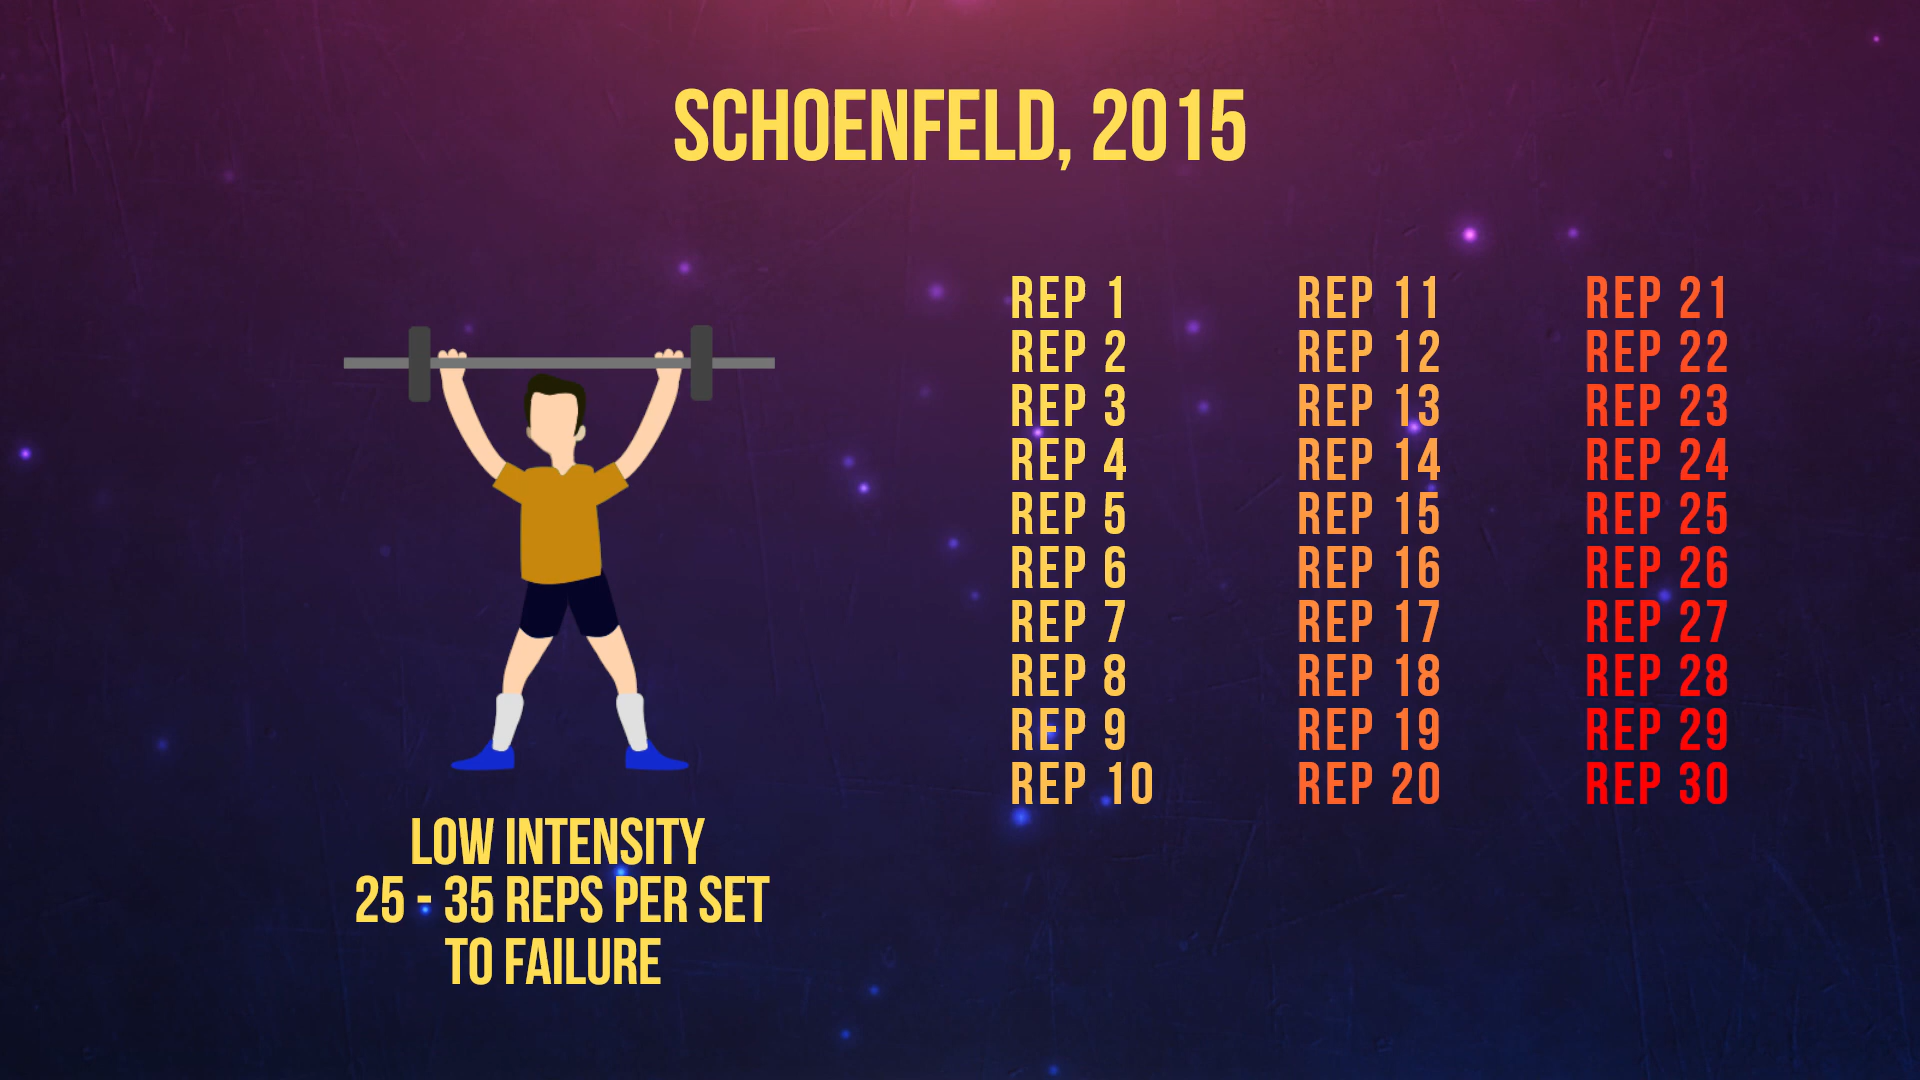 SCHOENFELD, 2015
LOW INTENSITY
25 - 35 REPS PER SET
TO FAILURE
REP 1
REP 2
REP 3
REP 4
REP 5
REP 6
REP 7
REP 8
REP 9
REP 10
REP 11
REP 12
REP 13
REP 14
REP 15
REP 16
REP 17
REP 18
REP 19
REP 20
REP 21
REP 22
REP 23
REP 24
REP 25
REP 26
REP 27
REP 28
REP 29
REP 30